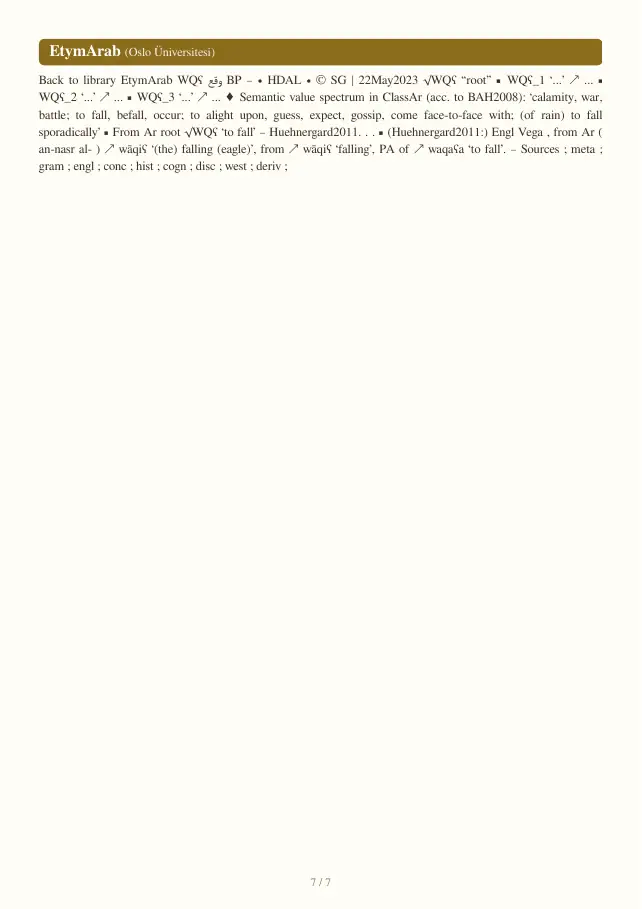 EtymArab (Oslo Üniversitesi)
Back to library EtymArab WQʕ وقع BP – • HDAL • © SG | 22May2023 √WQʕ “root” ▪ WQʕ_1 ‘...’ ↗ ... ▪
WQʕ_2 ‘...’ ↗ ... ▪ WQʕ_3 ‘...’ ↗ ... ♦ Semantic value spectrum in ClassAr (acc. to BAH2008): ‘calamity, war,
battle; to fall, befall, occur; to alight upon, guess, expect, gossip, come face-to-face with; (of rain) to fall
sporadically’ ▪ From Ar root √WQʕ ‘to fall’ – Huehnergard2011. . . ▪ (Huehnergard2011:) Engl Vega , from Ar (
an-nasr al- ) ↗ wāqiʕ ‘(the) falling (eagle)’, from ↗ wāqiʕ ‘falling’, PA of ↗ waqaʕa ‘to fall’. – Sources ; meta ;
gram ; engl ; conc ; hist ; cogn ; disc ; west ; deriv ;
7 / 7